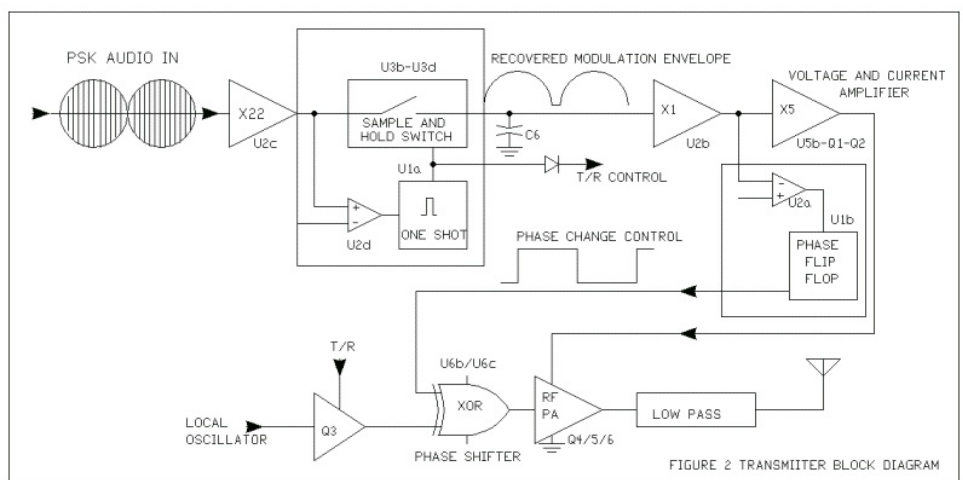 PSK AUDIO IN
X22
U2c
U3b-U3d
SAMPLE AND
HOLD SWITCH
U1a
ONE SHOT
+
-
U2d
RECOVERED MODULATION ENVELOPE
C6
T/R CONTROL
X1
U2b
VOLTAGE AND CURRENT
AMPLIFIER
X5
U5b-Q1-Q2
-
+
U2a
U1b
PHASE
FLIP
FLOP
PHASE CHANGE CONTROL
T/R
LOCAL
OSCILLATOR
Q3
U6b/U6c
XOR
PHASE SHIFTER
RF
PA
Q4/5/6
LOW PASS
FIGURE 2 TRANSMIITER BLOCK DIAGRAM